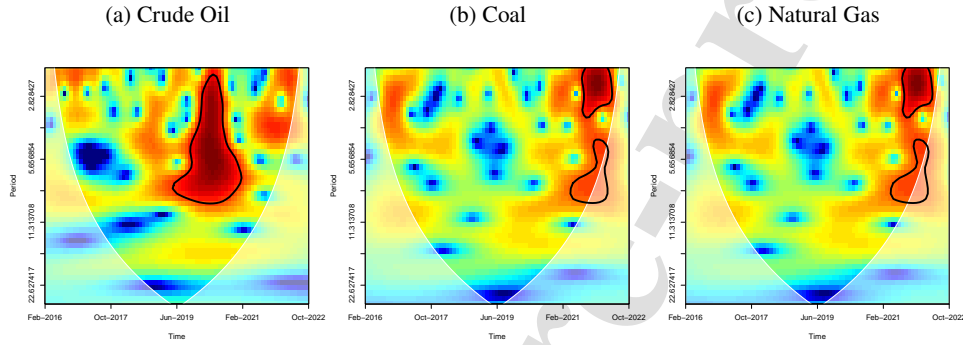 (a) Crude Oil
(b) Coal
(c) Natural Gas
Period
2.828427
5.656854
11.313708
22.627417
Feb–2016
Oct–2017
Jun–2019
Feb–2021
Oct–2022
Time
Period
2.828427
5.656854
11.313708
22.627417
Feb–2016
Oct–2017
Jun–2019
Feb–2021
Oct–2022
Time
Period
2.828427
5.656854
11.313708
22.627417
Feb–2016
Oct–2017
Jun–2019
Feb–2021
Oct–2022
Time